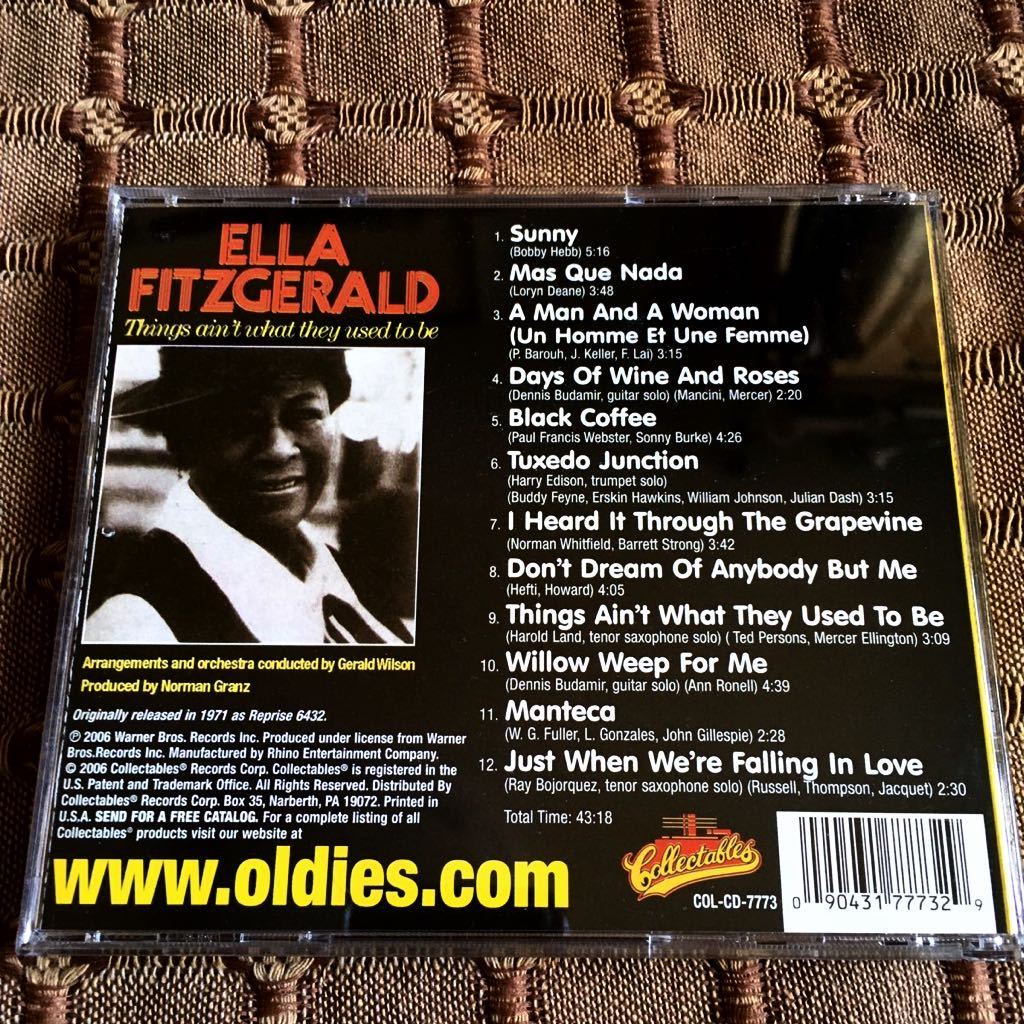 ELLA
FITZGERALD
Things ain't what they used to be
Arrangements and orchestra conducted by Gerald Wilson
Produced by Norman Granz
Originally released in 1971 as Reprise 6432.
℗ 2006 Warner Bros. Records Inc. Produced under license from Warner
Bros.Records Inc. Manufactured by Rhino Entertainment Company.
© 2006 Collectables® Records Corp. Collectables® is registered in the
U.S. Patent and Trademark Office. All Rights Reserved. Distributed By
Collectables® Records Corp. Box 35, Narberth, PA 19072. Printed in
U.S.A. SEND FOR A FREE CATALOG. For a complete listing of all
Collectables® products visit our website at
www.oldies.com
1. Sunny
(Bobby Hebb) 5:16
2. Mas Que Nada
(Loryn Deane) 3:48
3. A Man And A Woman
(Un Homme Et Une Femme)
(P. Barouh, J. Keller, F. Lai) 3:15
4. Days Of Wine And Roses
(Dennis Budamir, guitar solo) (Mancini, Mercer) 2:20
5. Black Coffee
(Paul Francis Webster, Sonny Burke) 4:26
6. Tuxedo Junction
(Harry Edison, trumpet solo)
(Buddy Feyne, Erskin Hawkins, William Johnson, Julian Dash) 3:15
7. I Heard It Through The Grapevine
(Norman Whitfield, Barrett Strong) 3:42
8. Don't Dream Of Anybody But Me
(Hefti, Howard) 4:05
9. Things Ain't What They Used To Be
(Harold Land, tenor saxophone solo) ( Ted Persons, Mercer Ellington) 3:09
10. Willow Weep For Me
(Dennis Budamir, guitar solo) (Ann Ronell) 4:39
11. Manteca
(W. G. Fuller, L. Gonzales, John Gillespie) 2:28
12. Just When We're Falling In Love
(Ray Bojorquez, tenor saxophone solo) (Russell, Thompson, Jacquet) 2:30
Total Time: 43:18
Collectables
COL-CD-7773
0 90431 77732 9